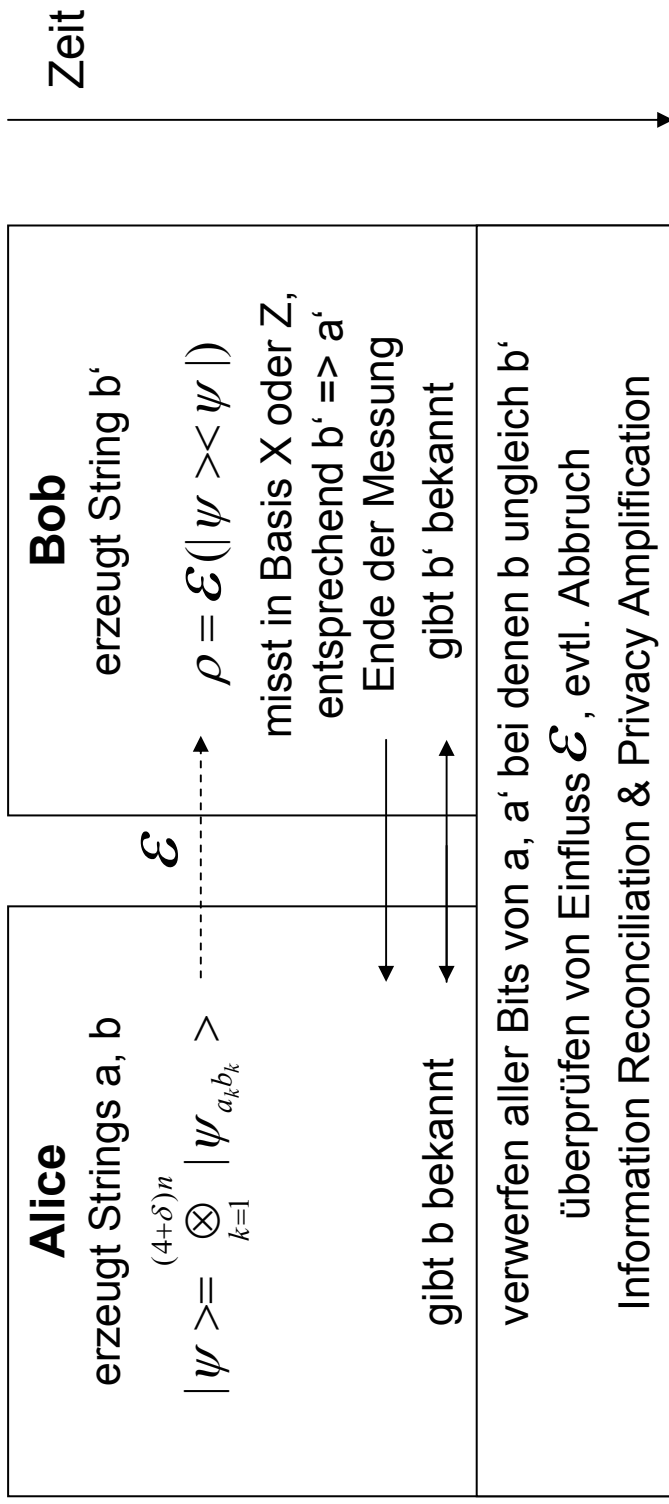 Zeit
Alice
erzeugt Strings a, b
|ψ >= ⊗_{k=1}^{(4+δ)n} |ψ_{a_k b_k} >
gibt b bekannt
ℰ
Bob
erzeugt String b‘
ρ = ℰ(|ψ >< ψ|)
misst in Basis X oder Z,
entsprechend b‘ => a‘
Ende der Messung
gibt b‘ bekannt
verwerfen aller Bits von a, a‘ bei denen b ungleich b‘
überprüfen von Einfluss ℰ, evtl. Abbruch
Information Reconciliation & Privacy Amplification